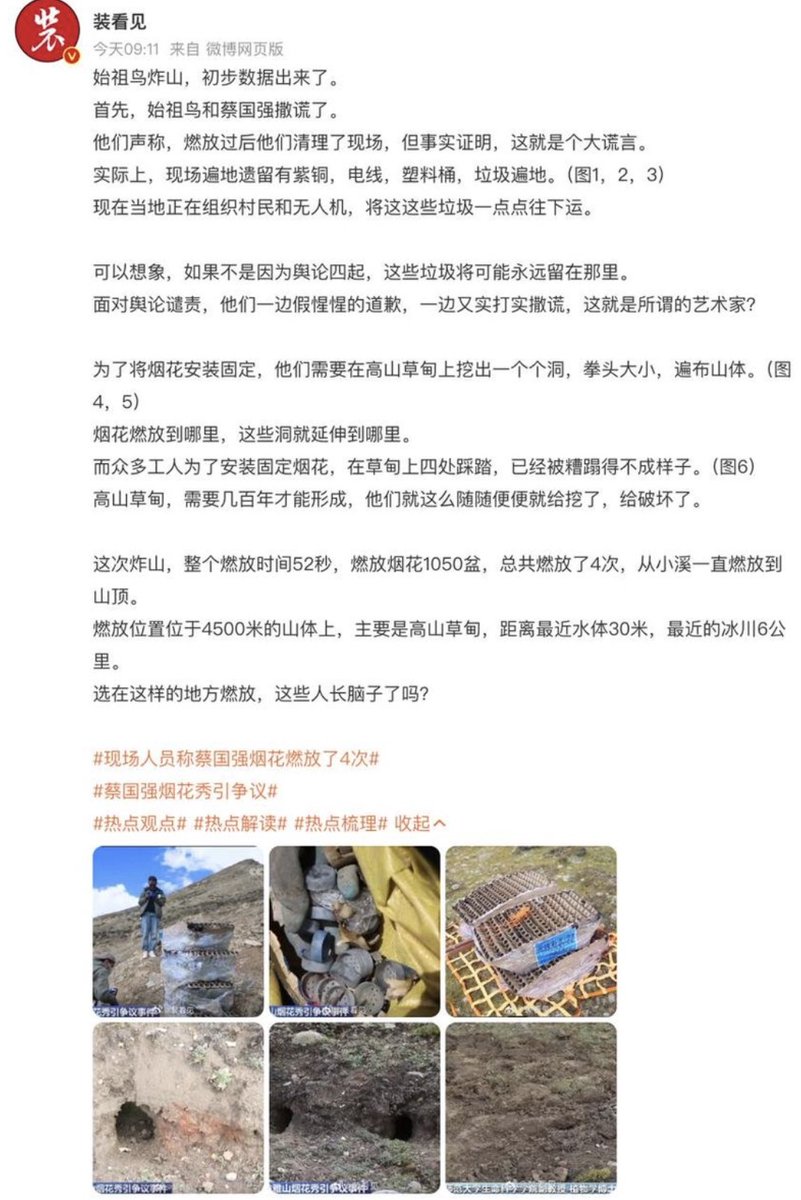 装
装看见
今天09:11 来自 微博网页版
始祖鸟炸山，初步数据出来了。
首先，始祖鸟和蔡国强撒谎了。
他们声称，燃放过后他们清理了现场，但事实证明，这就是个大谎言。
实际上，现场遍地遗留有紫铜，电线，塑料桶，垃圾遍地。（图1，2，3）
现在当地正在组织村民和无人机，将这这些垃圾一点点往下运。
可以想象，如果不是因为舆论四起，这些垃圾将可能永远留在那里。
面对舆论谴责，他们一边假惺惺的道歉，一边又实打实撒谎，这就是所谓的艺术家？
为了将烟花安装固定，他们需要在高山草甸上挖出一个个洞，拳头大小，遍布山体。（图
4，5）
烟花燃放到哪里，这些洞就延伸到哪里。
而众多工人为了安装固定烟花，在草甸上四处踩踏，已经被糟蹋得不成样子。（图6）
高山草甸，需要几百年才能形成，他们就这么随随便便就给挖了，给破坏了。
这次炸山，整个燃放时间52秒，燃放烟花1050盆，总共燃放了4次，从小溪一直燃放到
山顶。
燃放位置位于4500米的山体上，主要是高山草甸，距离最近水体30米，最近的冰川6公
里。
选在这样的地方燃放，这些人长脑子了吗？
#现场人员称蔡国强烟花燃放了4次#
#蔡国强烟花秀引争议#
#热点观点# #热点解读# #热点梳理# 收起
花秀引争议事件
山烟花秀引争议事件
花秀引争议事件
雅山烟花秀引争议事件
范大学生命科学学院副教授 植物学博士